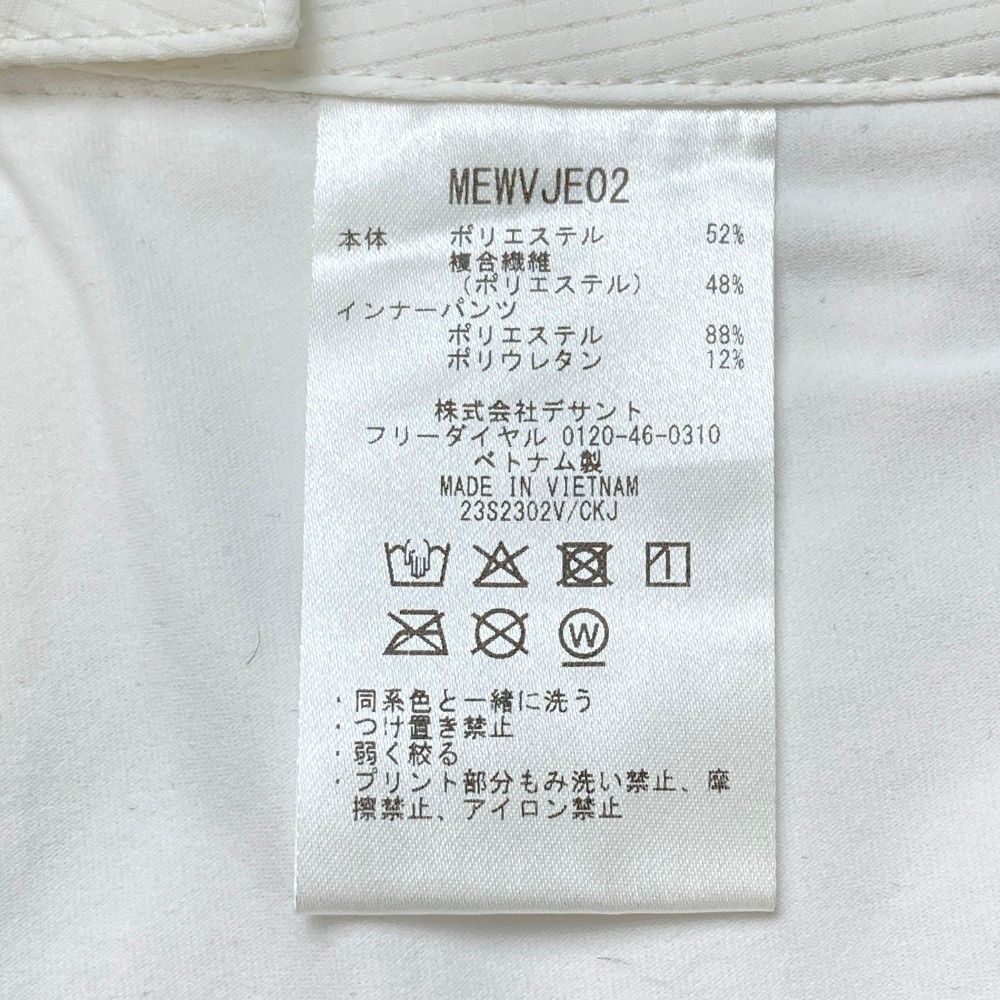 MEWVJE02
本体 ポリエステル 52%
複合繊維
(ポリエステル) 48%
インナーパンツ
ポリエステル 88%
ポリウレタン 12%
株式会社デサント
フリーダイヤル 0120-46-0310
ベトナム製
MADE IN VIETNAM
23S2302V/CKJ
W
・同系色と一緒に洗う
・つけ置き禁止
・弱く絞る
・プリント部分もみ洗い禁止、摩
擦禁止、アイロン禁止